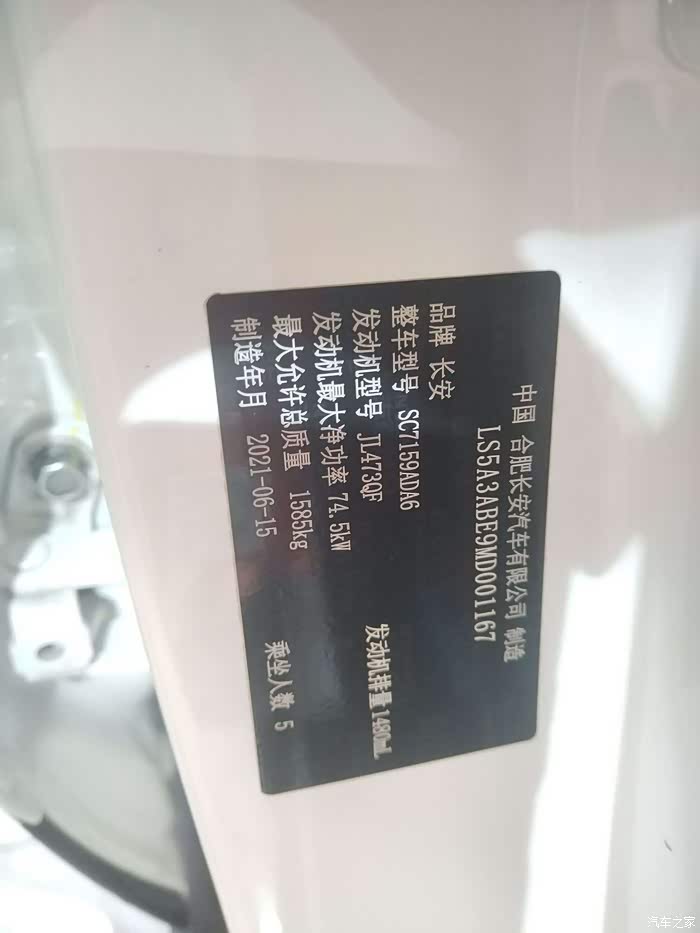 中国 合肥长安汽车有限公司 制造
LS5A3ABE9MD001167
品牌 长安
整车型号 SC7159ADA6
发动机型号 JL473QF 发动机排量 1480mL
发动机最大净功率 74.5kW
最大允许总质量 1585kg
制造年月 2021-06-15 乘坐人数 5
汽车之家